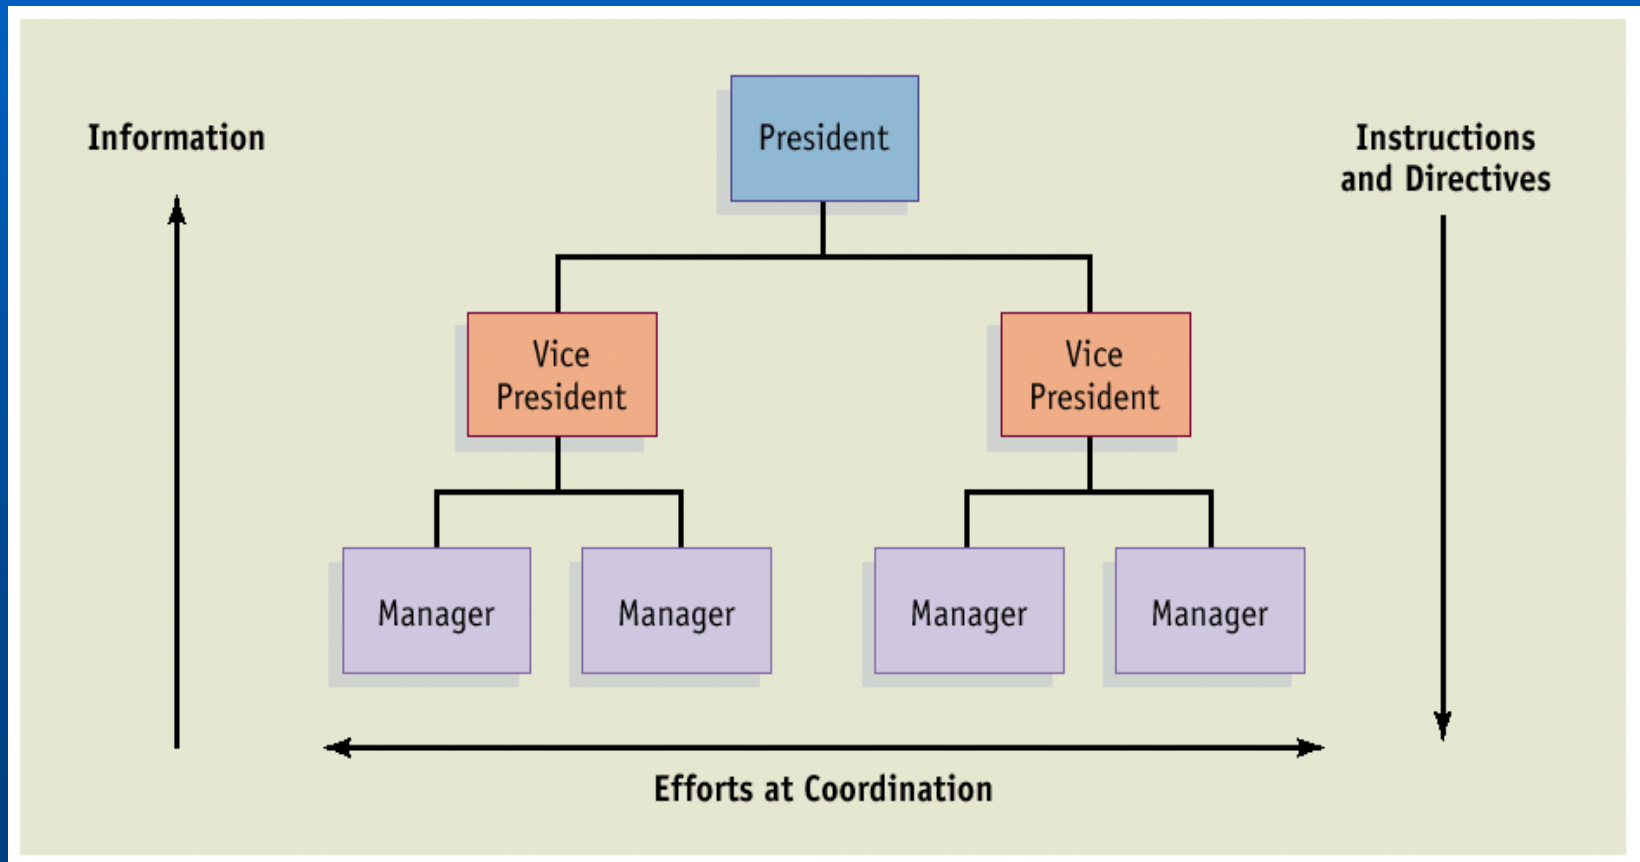 President
Information
Instructions
and Directives
Vice
President
Vice
President
Manager
Manager
Manager
Manager
Efforts at Coordination